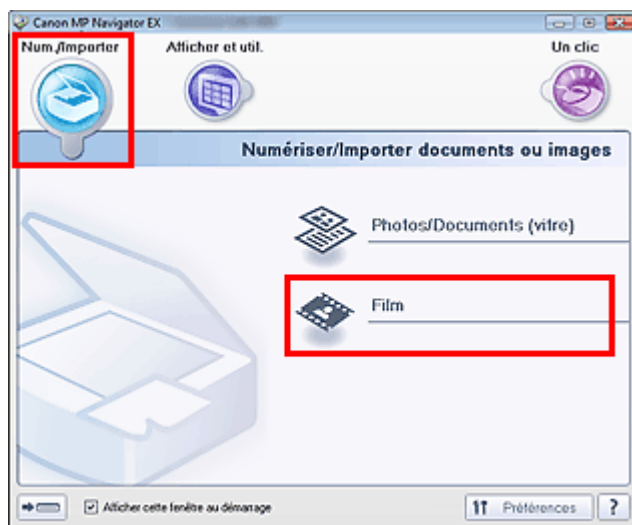 Canon MP Navigator EX
Num./Importer
Afficher et util.
Un clic
Numériser/Importer documents ou images
Photos/Documents (vitre)
Film
Afficher cette fenêtre au démarrage
Préférences
?